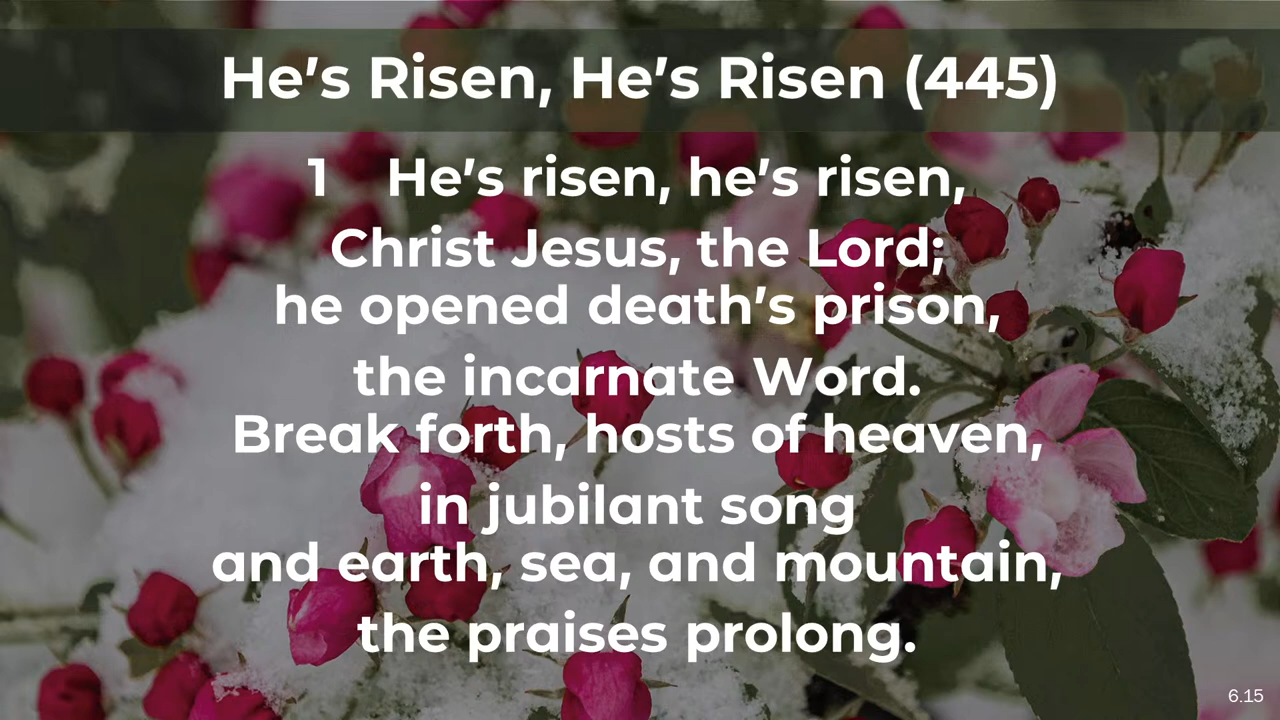 He's Risen, He's Risen (445)
1 He's risen, he's risen,
Christ Jesus, the Lord;
he opened death's prison,
the incarnate Word.
Break forth, hosts of heaven,
in jubilant song
and earth, sea, and mountain,
the praises prolong.
6.15